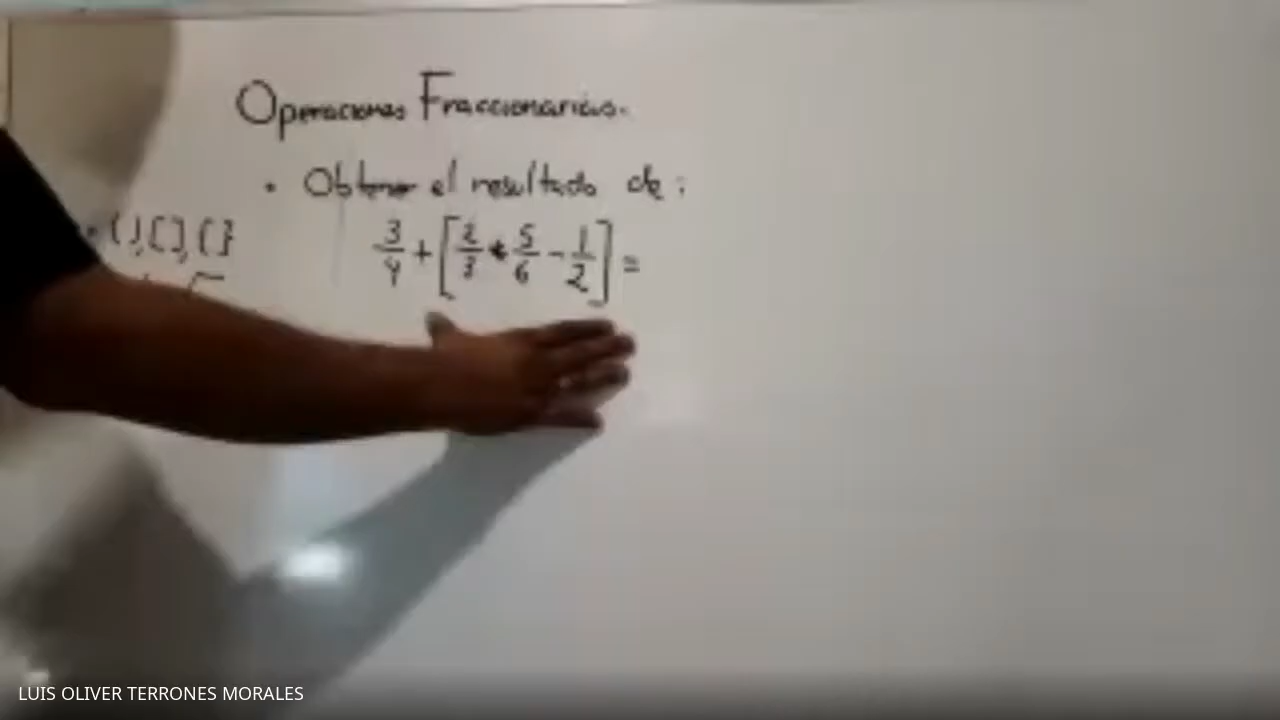 Operaciones Fraccionarias.
• Obtener el resultado de:
( ), [ ], { }
3/4 + [2/3 * 5/6 - 1/2] =
LUIS OLIVER TERRONES MORALES